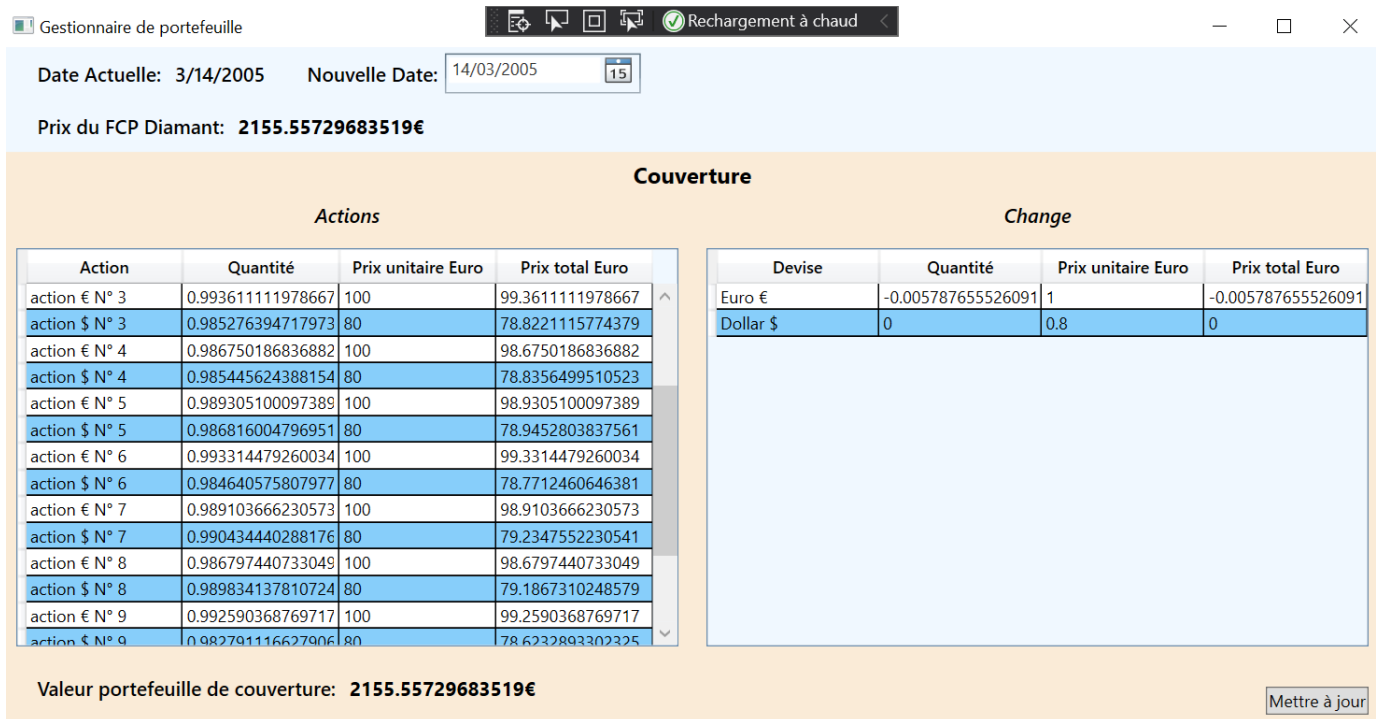 Gestionnaire de portefeuille
Rechargement à chaud
Date Actuelle: 3/14/2005 Nouvelle Date: 14/03/2005 15
Prix du FCP Diamant: 2155.55729683519€
Couverture
Actions
Action Quantité Prix unitaire Euro Prix total Euro
action € N° 3 0.993611111978667 100 99.3611111978667
action $ N° 3 0.985276394717973 80 78.8221115774379
action € N° 4 0.986750186836882 100 98.6750186836882
action $ N° 4 0.985445624388154 80 78.8356499510523
action € N° 5 0.989305100097389 100 98.9305100097389
action $ N° 5 0.986816004796951 80 78.9452803837561
action € N° 6 0.993314479260034 100 99.3314479260034
action $ N° 6 0.984640575807977 80 78.7712460646381
action € N° 7 0.989103666230573 100 98.9103666230573
action $ N° 7 0.990434440288176 80 79.2347552230541
action € N° 8 0.986797440733049 100 98.6797440733049
action $ N° 8 0.989834137810724 80 79.1867310248579
action € N° 9 0.992590368769717 100 99.2590368769717
action $ N° 9 0.982791116627906 80 78.6232893302325
Change
Devise Quantité Prix unitaire Euro Prix total Euro
Euro € -0.005787655526091 1 -0.005787655526091
Dollar $ 0 0.8 0
Valeur portefeuille de couverture: 2155.55729683519€
Mettre à jour